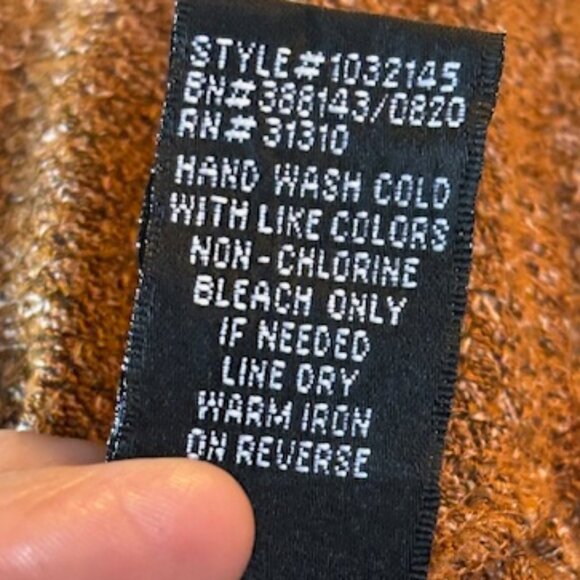 STYLE#1032145
BN#388143/0820
RN#31310
HAND WASH COLD
WITH LIKE COLORS
NON-CHLORINE
BLEACH ONLY
IF NEEDED
LINE DRY
WARM IRON
ON REVERSE